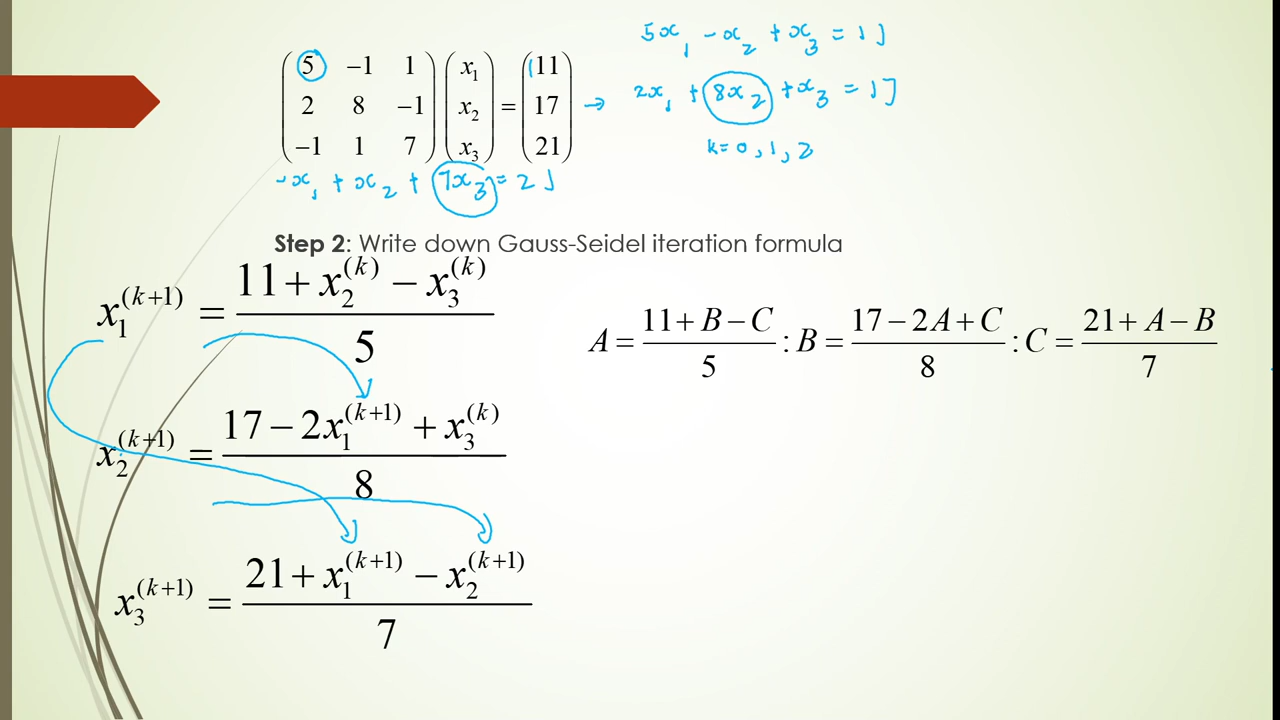 5x₁ − x₂ + x₃ = 11
( 5 −1 1 ) ( x₁ ) ( 11 )
( 2 8 −1 ) ( x₂ ) = ( 17 ) → 2x₁ + 8x₂ + x₃ = 17
( −1 1 7 ) ( x₃ ) ( 21 )
k = 0, 1, 2
−x₁ + x₂ + 7x₃ = 21
Step 2: Write down Gauss-Seidel iteration formula
x₁^(k+1) = (11 + x₂^(k) − x₃^(k)) / 5
A = (11 + B − C) / 5 : B = (17 − 2A + C) / 8 : C = (21 + A − B) / 7
x₂^(k+1) = (17 − 2x₁^(k+1) + x₃^(k)) / 8
x₃^(k+1) = (21 + x₁^(k+1) − x₂^(k+1)) / 7